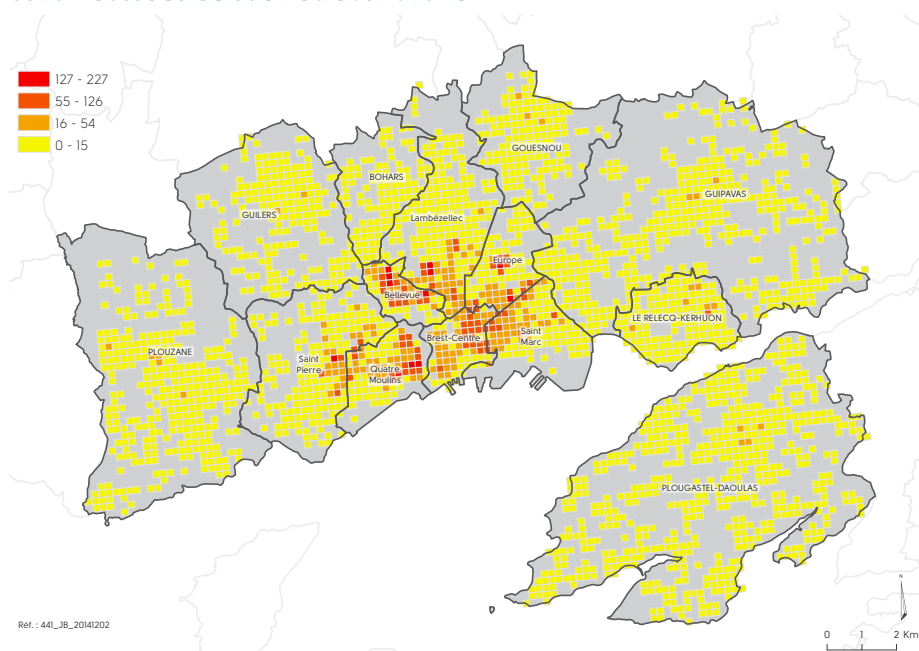 127 - 227
55 - 126
16 - 54
0 - 15
GOUESNOU
BOHARS
GUIPAVAS
GUILERS
Lambézellec
Europe
Bellevue
LE RELECQ-KERHUON
Saint
Marc
Brest-Centre
PLOUZANE
Saint
Pierre
Quatre
Moulins
PLOUGASTEL-DAOULAS
Réf. : 441_JB_20141202
N
0 1 2 Km